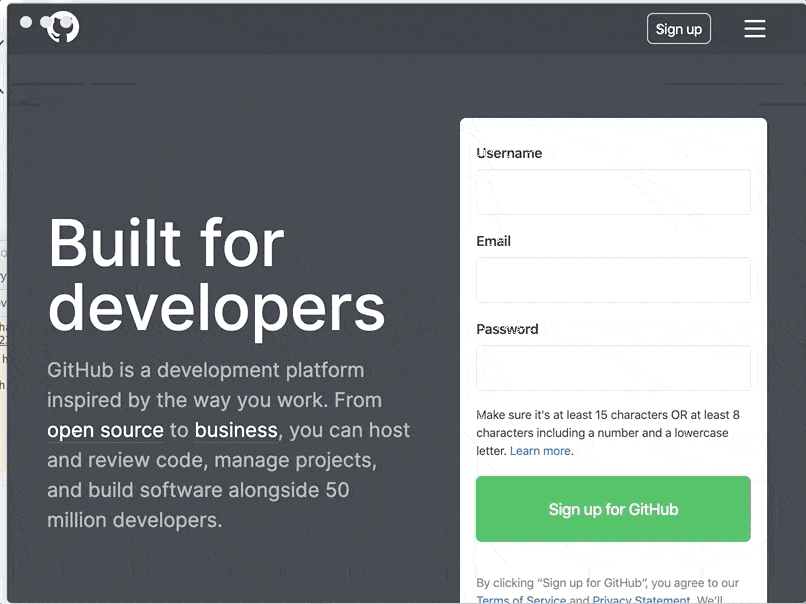 Sign up
Built for
developers
GitHub is a development platform
inspired by the way you work. From
open source to business, you can host
and review code, manage projects,
and build software alongside 50
million developers.
Username
Email
Password
Make sure it's at least 15 characters OR at least 8
characters including a number and a lowercase
letter. Learn more.
Sign up for GitHub
By clicking “Sign up for GitHub”, you agree to our
Terms of Service and Privacy Statement. We’ll